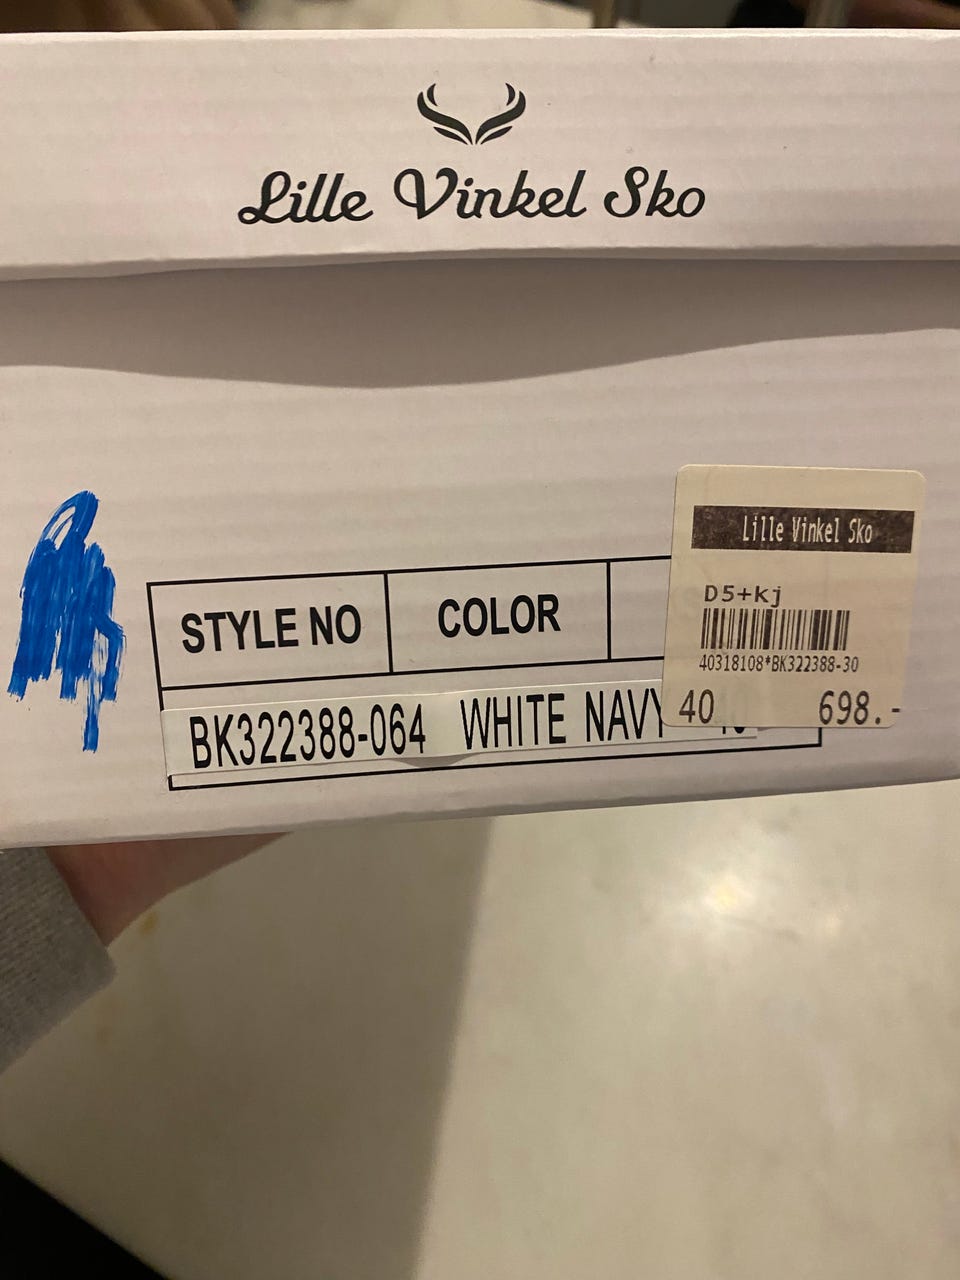 Lille Vinkel Sko
Lille Vinkel Sko
D5+kj
40318108*BK322388-30
40 698.-
STYLE NO COLOR
BK322388-064 WHITE NAVY